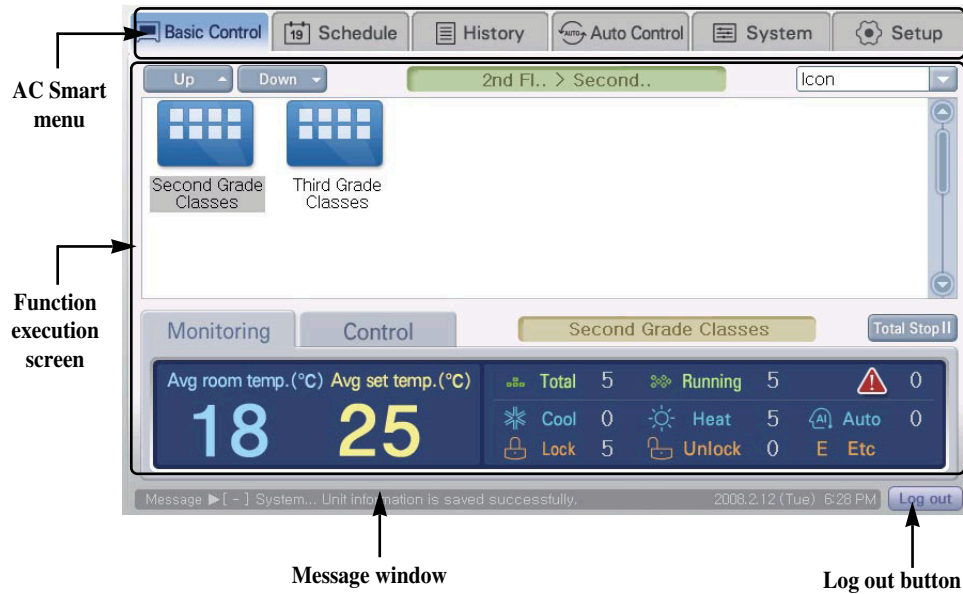 Basic Control 19 Schedule History AUTO Auto Control System Setup
AC Smart
menu
Up Down 2nd Fl.. > Second.. Icon
Second Grade
Classes
Third Grade
Classes
Function
execution
screen
Monitoring Control Second Grade Classes Total Stop II
Avg room temp.(°C) Avg set temp.(°C)
18 25
Total 5 Running 5 0
Cool 0 Heat 5 AI Auto 0
Lock 5 Unlock 0 E Etc
Message ▶[ - ] System... Unit information is saved successfully. 2008.2.12 (Tue) 6:28 PM Log out
Message window
Log out button